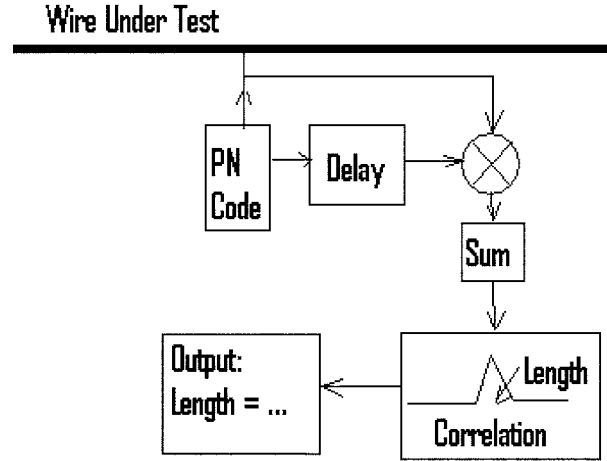 Wire Under Test
PN
Code
Delay
Sum
Length
Correlation
Output:
Length = ...